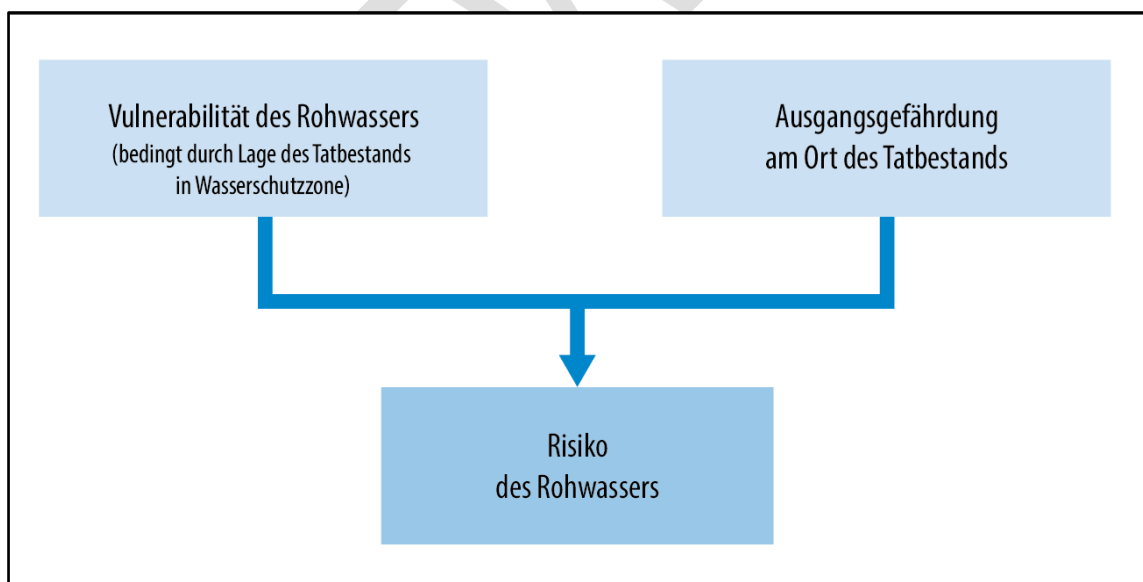 Vulnerabilität des Rohwassers
(bedingt durch Lage des Tatbestands
in Wasserschutzzone)
Ausgangsgefährdung
am Ort des Tatbestands
Risiko
des Rohwassers